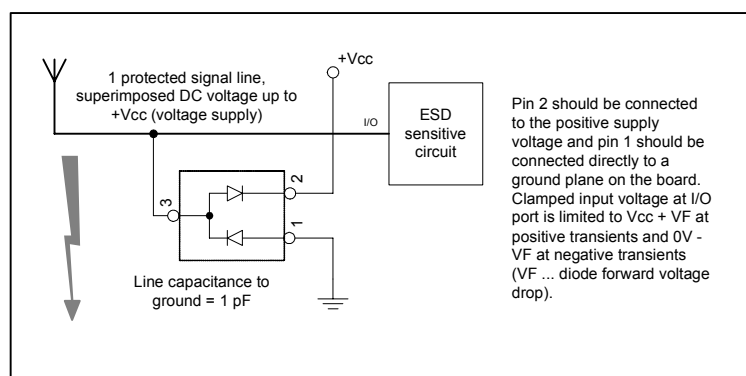 +Vcc
1 protected signal line,
superimposed DC voltage up to
+Vcc (voltage supply)
I/O
ESD
sensitive
circuit
3
2
1
Line capacitance to
ground = 1 pF
Pin 2 should be connected
to the positive supply
voltage and pin 1 should be
connected directly to a
ground plane on the board.
Clamped input voltage at I/O
port is limited to Vcc + VF at
positive transients and 0V -
VF at negative transients
(VF ... diode forward voltage
drop).